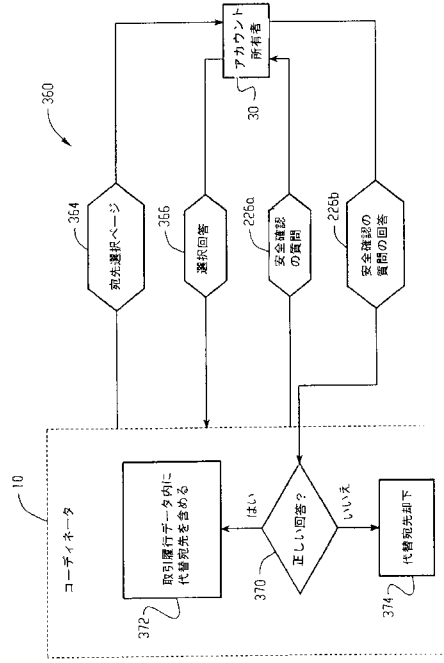 360
10
コーディネータ
364
宛先選択ページ
366
選択回答
アカウント
所有者
30
226a
安全確認
の質問
226b
安全確認の
質問の回答
370
正しい回答?
はい
いいえ
372
取引履行データ内に
代替宛先を含める
374
代替宛先却下